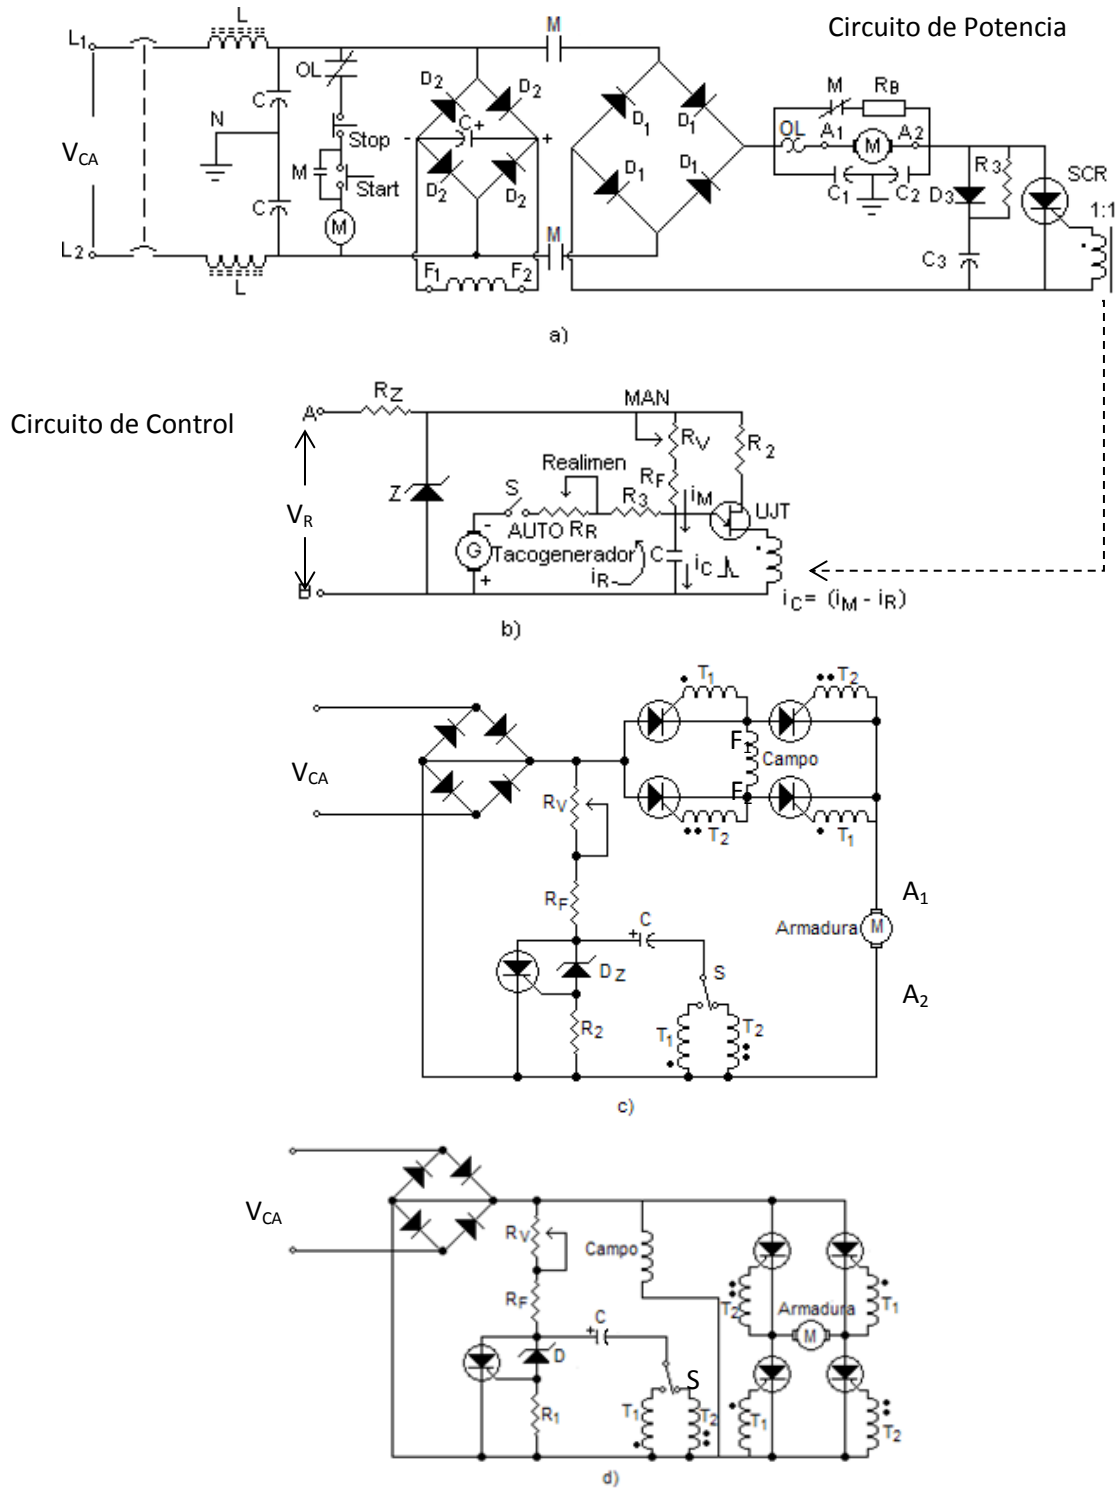 Circuito de Potencia
L1
L
OL
C
N
VCA
Stop
M
Start
M
C
L2
L
D2
D2
C+
-
+
D2
D2
F1
F2
M
M
D1
D1
D1
D1
M
RB
OL
A1
M
A2
C1
C2
D3
R3
SCR
1:1
C3
a)
Circuito de Control
A
RZ
MAN
RV
R2
Realimen
Z
S
RF
iM
UJT
VR
R3
AUTO RR
-
G
Tacogenerador
+
C
iR
iC
B
iC = (iM - iR)
b)
T1
T2
F1
Campo
F2
VCA
RV
T2
T1
RF
C
+
A1
Armadura
M
DZ
S
A2
R2
T1
T2
c)
VCA
RV
Campo
RF
C
+
T2
Armadura
T1
M
D
S
R1
T1
T2
T1
T2
d)